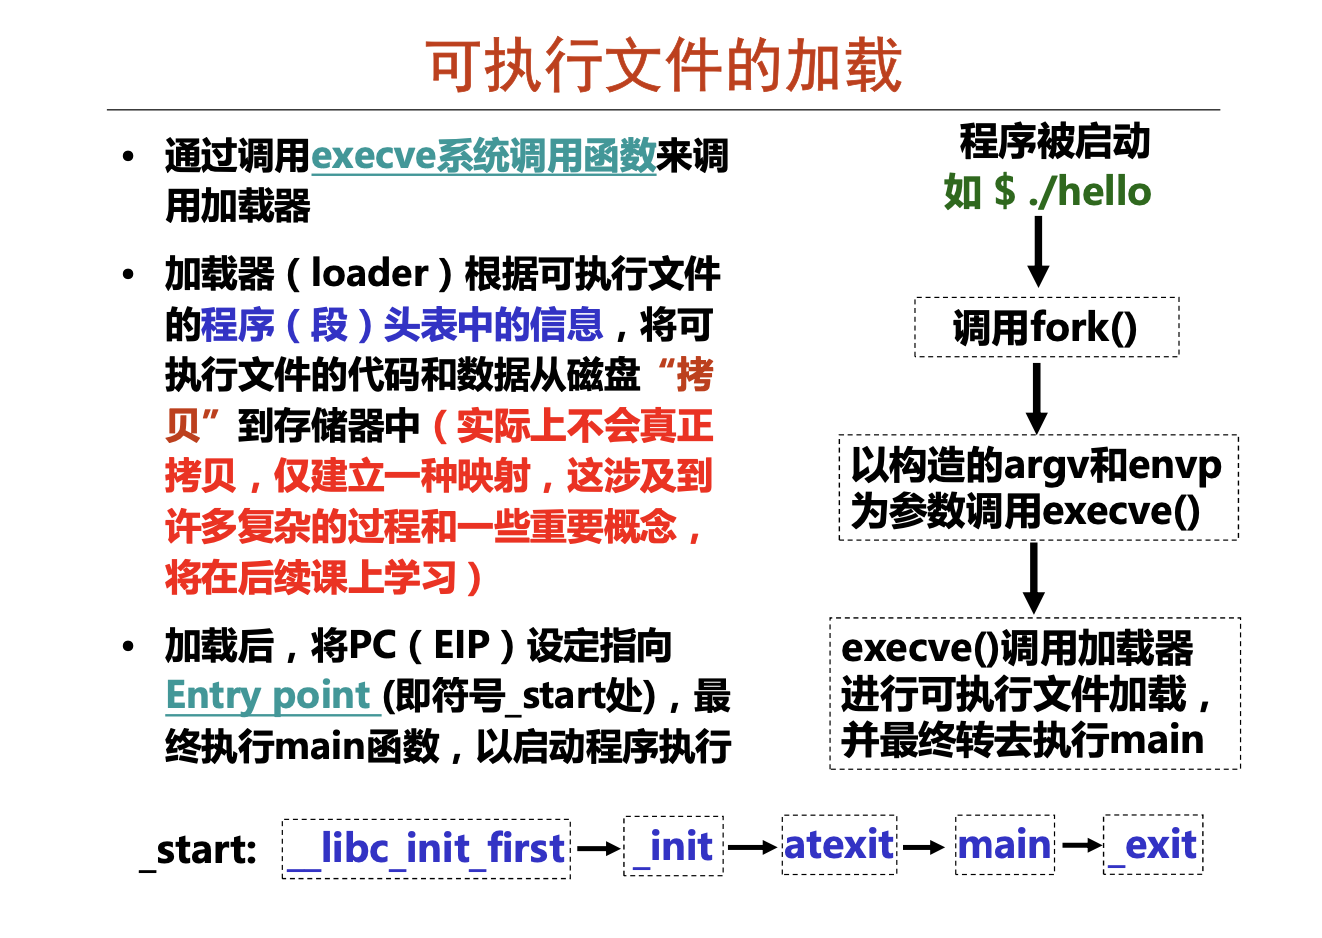 可执行文件的加载
• 通过调用execve系统调用函数来调
用加载器
• 加载器（loader）根据可执行文件
的程序（段）头表中的信息，将可
执行文件的代码和数据从磁盘“拷
贝”到存储器中（实际上不会真正
拷贝，仅建立一种映射，这涉及到
许多复杂的过程和一些重要概念，
将在后续课上学习）
• 加载后，将PC（EIP）设定指向
Entry point (即符号_start处)，最
终执行main函数，以启动程序执行
程序被启动
如 $ ./hello
调用fork()
以构造的argv和envp
为参数调用execve()
execve()调用加载器
进行可执行文件加载，
并最终转去执行main
_start: __libc_init_first _init atexit main _exit